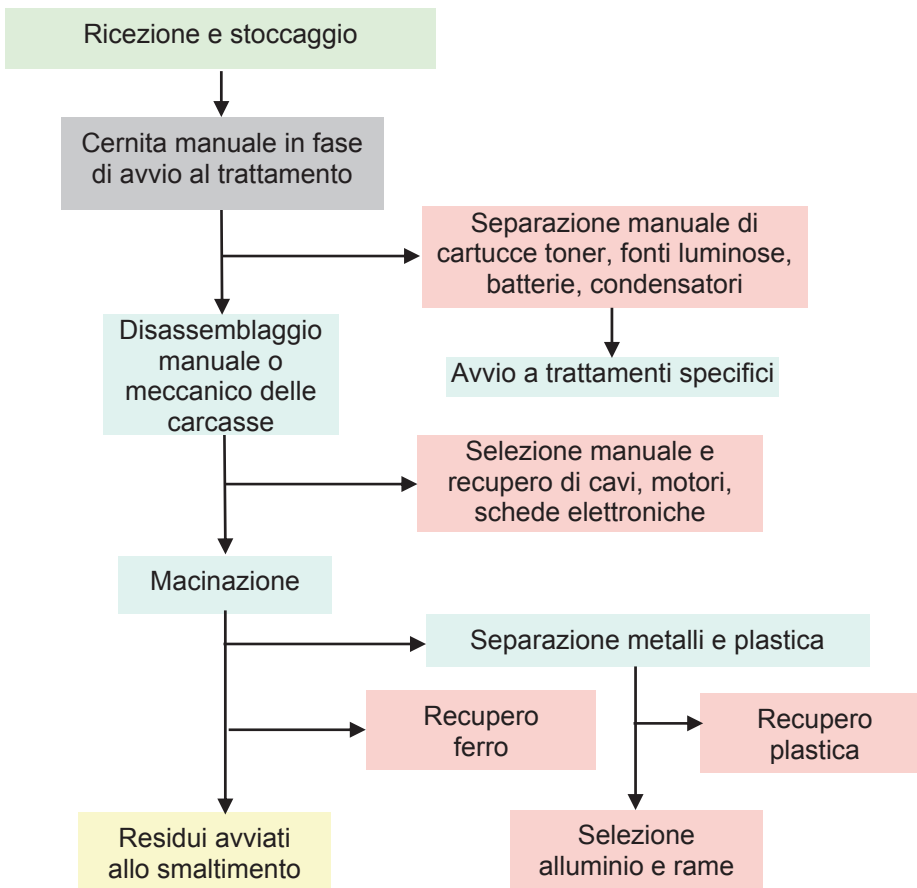 Ricezione e stoccaggio
Cernita manuale in fase
di avvio al trattamento
Separazione manuale di
cartucce toner, fonti luminose,
batterie, condensatori
Disassemblaggio
manuale o
meccanico delle
carcasse
Avvio a trattamenti specifici
Selezione manuale e
recupero di cavi, motori,
schede elettroniche
Macinazione
Separazione metalli e plastica
Recupero
ferro
Recupero
plastica
Residui avviati
allo smaltimento
Selezione
alluminio e rame